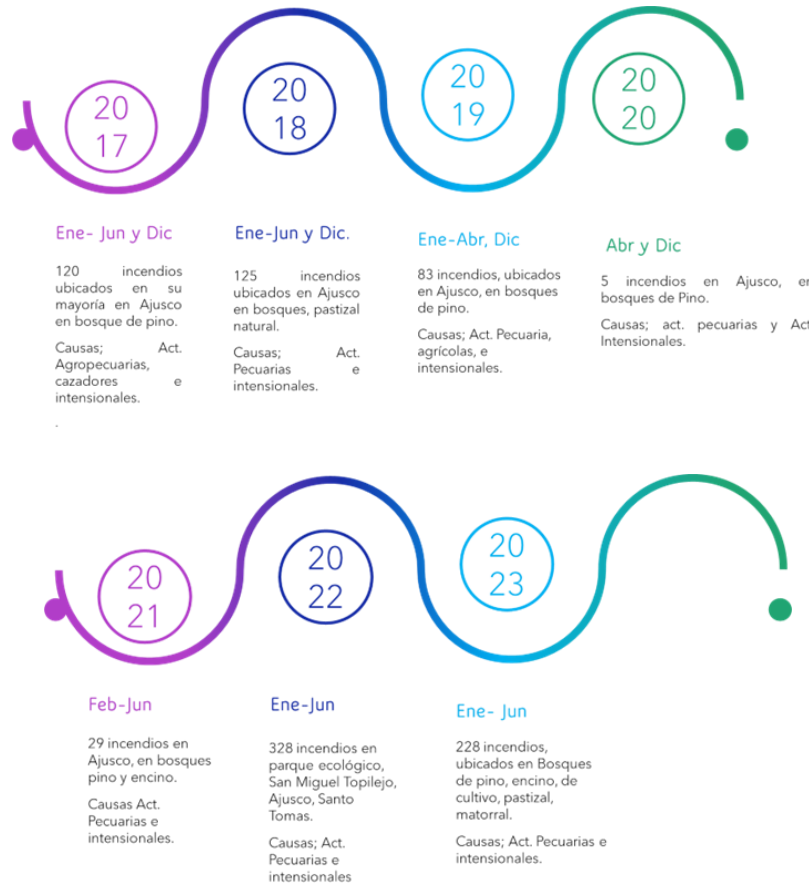 20
17
20
18
20
19
20
20
Ene- Jun y Dic
120 incendios
ubicados en su
mayoría en Ajusco
en bosque de pino.
Causas; Act.
Agropecuarias,
cazadores e
intensionales.
.
Ene-Jun y Dic.
125 incendios
ubicados en Ajusco
en bosques, pastizal
natural.
Causas; Act.
Pecuarias e
intensionales.
Ene-Abr, Dic
83 incendios, ubicados
en Ajusco, en bosques
de pino.
Causas; Act. Pecuaria,
agrícolas, e
intensionales.
Abr y Dic
5 incendios en Ajusco, en
bosques de Pino.
Causas; act. pecuarias y Act
Intensionales.
20
21
20
22
20
23
Feb-Jun
29 incendios en
Ajusco, en bosques
pino y encino.
Causas Act.
Pecuarias e
intensionales.
Ene-Jun
328 incendios en
parque ecológico,
San Miguel Topilejo,
Ajusco, Santo
Tomas.
Causas; Act.
Pecuarias e
intensionales
Ene- Jun
228 incendios,
ubicados en Bosques
de pino, encino, de
cultivo, pastizal,
matorral.
Causas; Act. Pecuarias e
intensionales.